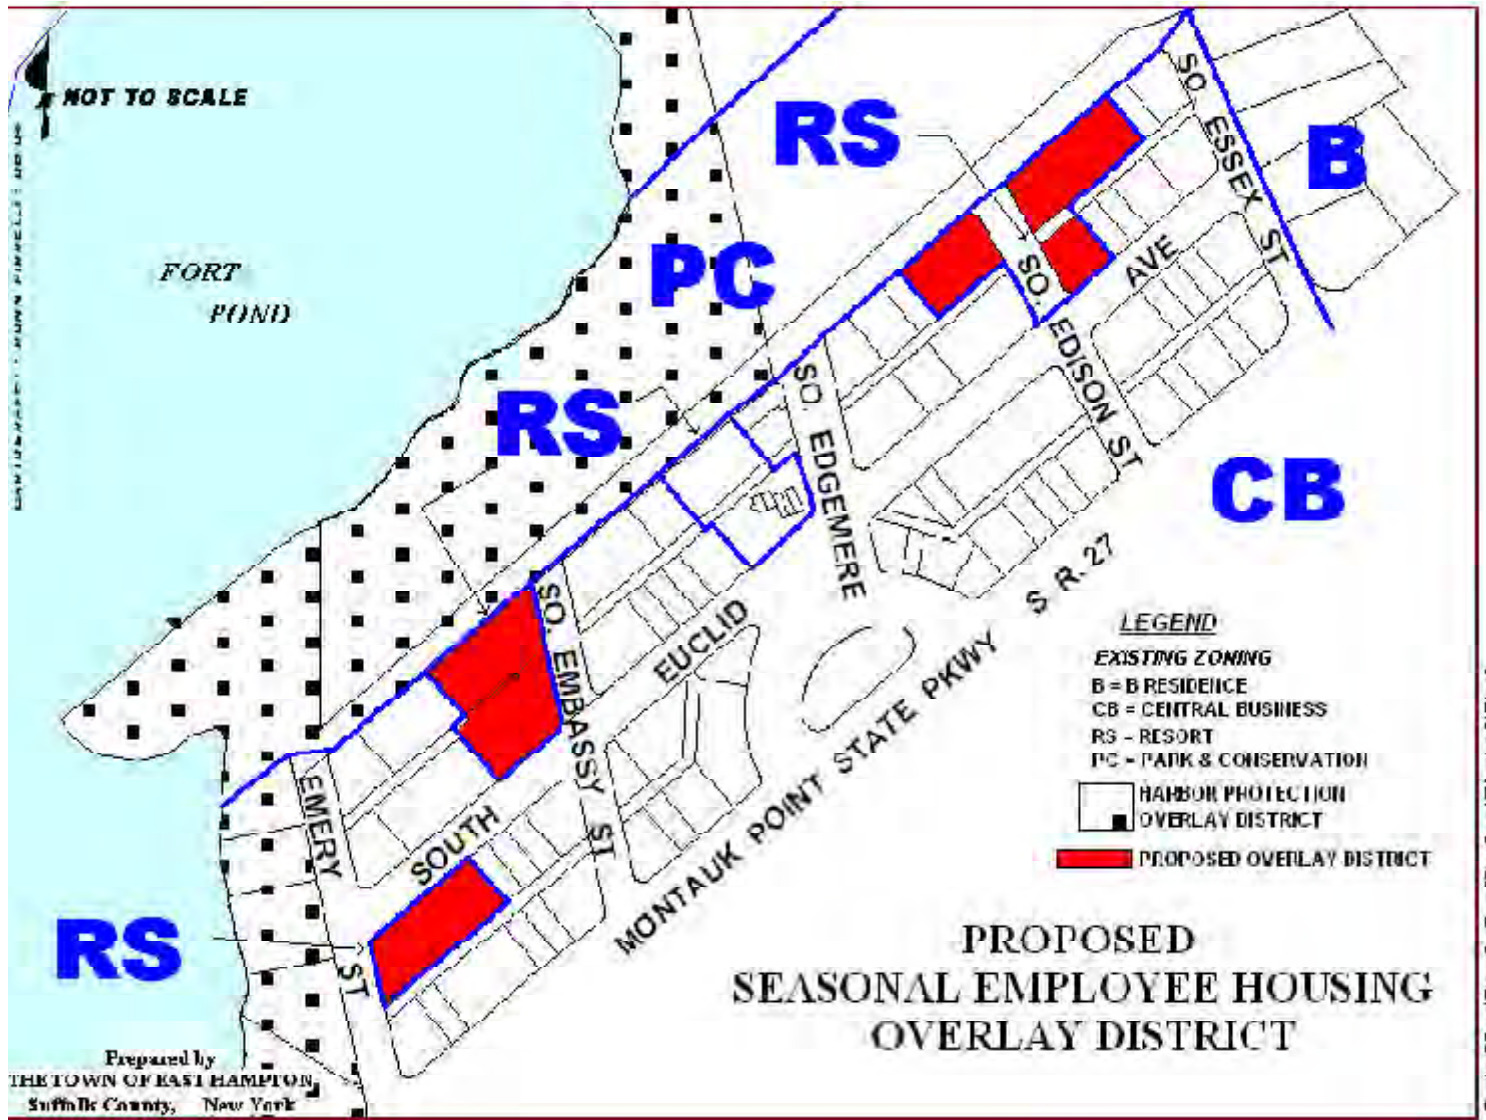 NOT TO SCALE
FORT
POND
RS
B
PC
RS
CB
RS
SO. ESSEX ST
AVE
SO. EDISON ST
SO. EDGEMERE
EUCLID
SO. EMBASSY ST
SOUTH
EMERY ST
MONTAUK POINT STATE PKWY S. R. 27
LEGEND
EXISTING ZONING
B = B RESIDENCE
CB = CENTRAL BUSINESS
RS = RESORT
PC = PARK & CONSERVATION
HARBOR PROTECTION
OVERLAY DISTRICT
PROPOSED OVERLAY DISTRICT
PROPOSED
SEASONAL EMPLOYEE HOUSING
OVERLAY DISTRICT
Prepared by
THE TOWN OF EAST HAMPTON,
Suffolk County, New York